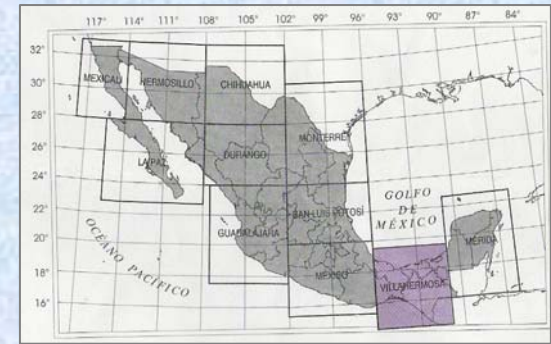 117° 114° 111° 108° 105° 102° 99° 96° 93° 90° 87° 84°
32°
MEXICALI HERMOSILLO CHIHUAHUA
30°
28°
MONTERREY
26°
LA PAZ DURANGO
24°
GOLFO
DE
MÉXICO
22°
SAN LUIS POTOSÍ
GUADALAJARA
MÉRIDA
20°
OCEANO PACÍFICO
18°
MÉXICO VILLAHERMOSA
16°